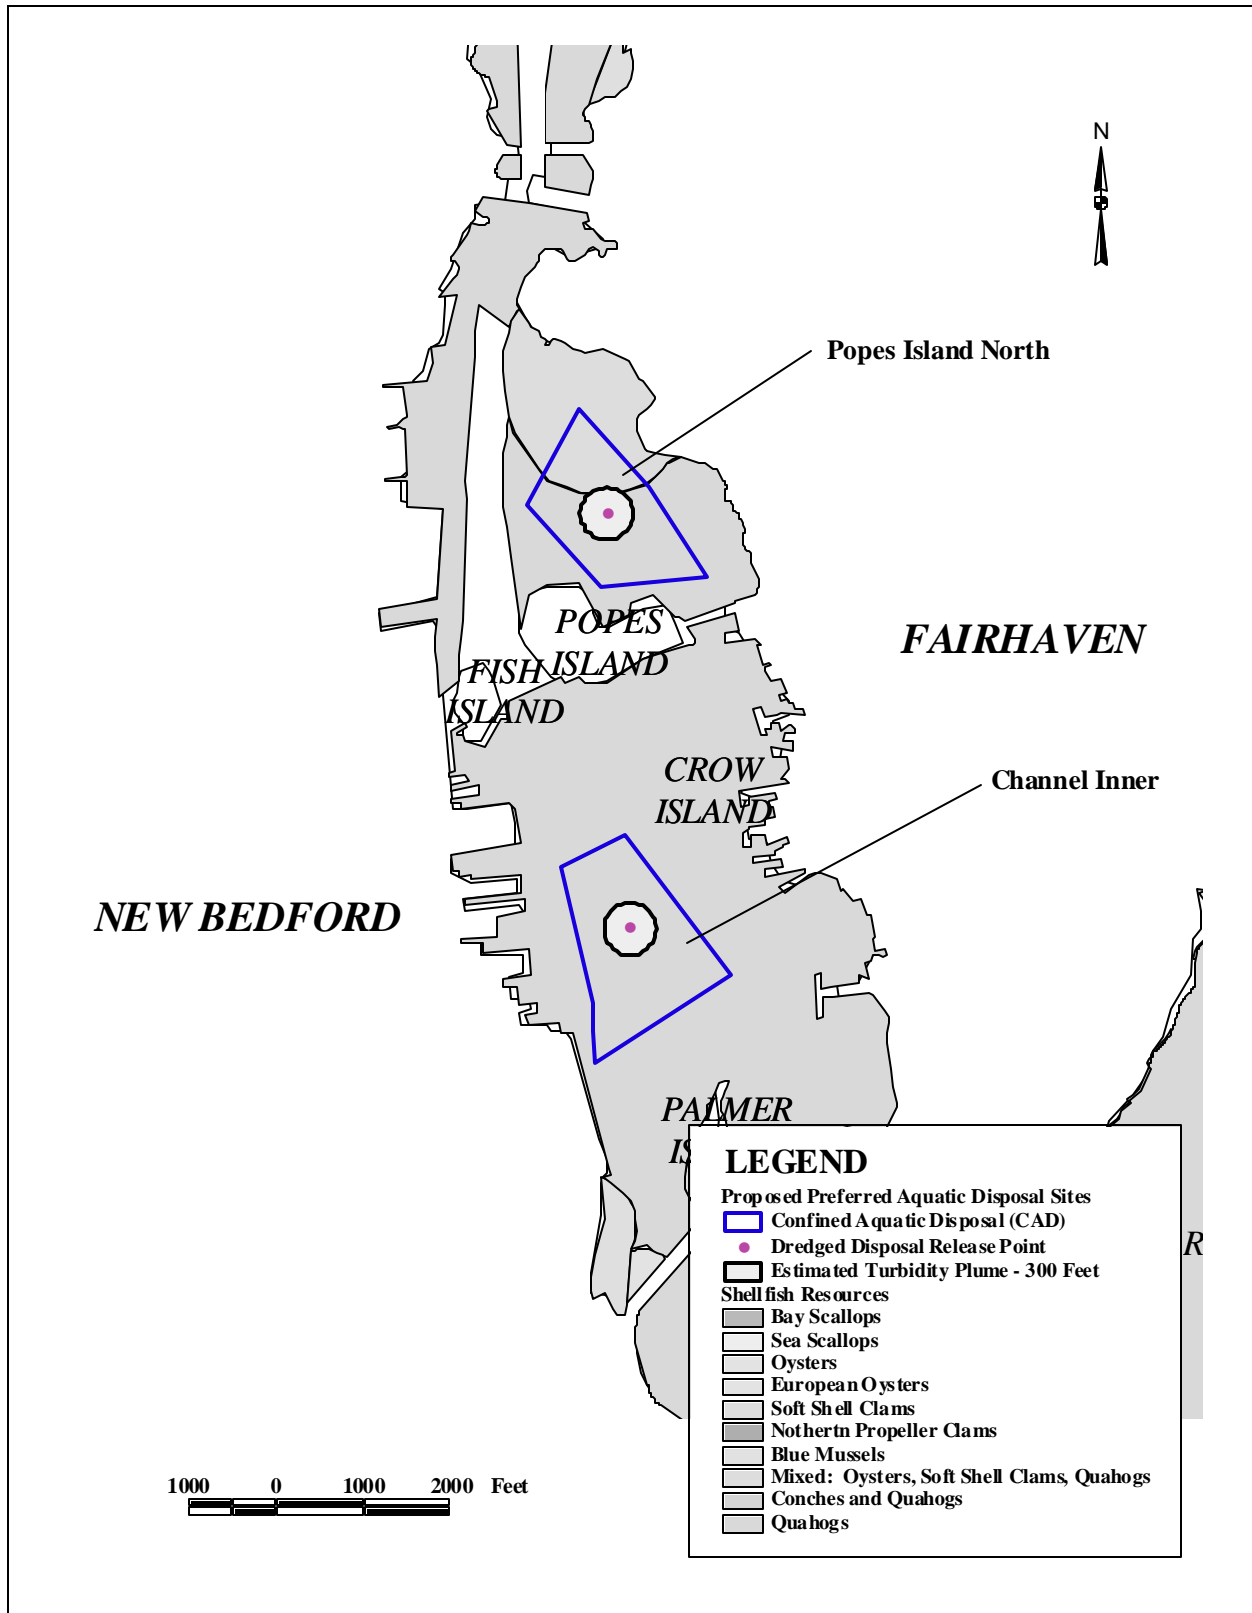 N
Popes Island North
POPES
ISLAND
FAIRHAVEN
FISH
ISLAND
CROW
ISLAND
Channel Inner
NEW BEDFORD
PALMER
IS
LEGEND
Proposed Preferred Aquatic Disposal Sites
Confined Aquatic Disposal (CAD)
Dredged Disposal Release Point
Estimated Turbidity Plume - 300 Feet
Shellfish Resources
Bay Scallops
Sea Scallops
Oysters
European Oysters
Soft Shell Clams
Nothertn Propeller Clams
Blue Mussels
Mixed: Oysters, Soft Shell Clams, Quahogs
Conches and Quahogs
Quahogs
R
1000 0 1000 2000 Feet